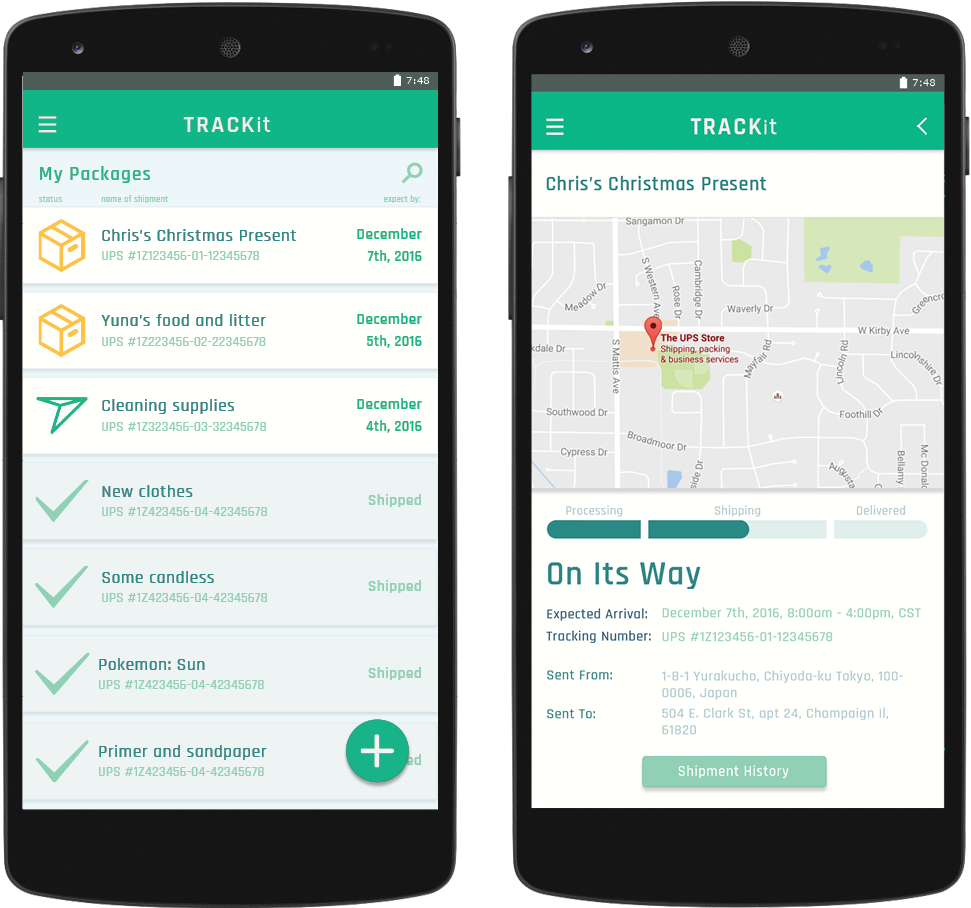 7:48
TRACKit
My Packages
status name of shipment expect by:
Chris's Christmas Present
UPS #1Z123456-01-12345678
December
7th, 2016
Yuna's food and litter
UPS #1Z223456-02-22345678
December
5th, 2016
Cleaning supplies
UPS #1Z323456-03-32345678
December
4th, 2016
New clothes
UPS #1Z423456-04-42345678
Shipped
Some candless
UPS #1Z423456-04-42345678
Shipped
Pokemon: Sun
UPS #1Z423456-04-42345678
Shipped
Primer and sandpaper
UPS #1Z423456-04-42345678
ed
7:48
TRACKit
Chris's Christmas Present
Sangamon Dr
S Western Ave
Cambridge Dr
Rose Dr
Meadow Dr
Waverly Dr
Greencro
W Kirby Ave
The UPS Store
Shipping, packing
& business services
kdale Dr
S Mattis Ave
Mayfair Rd
Lincoln Rd
Lincolnshire Dr
Southwood Dr
Foothill Dr
Broadmoor Dr
Cypress Dr
side Dr
Augusta
Bellamy
Mc Donal
Processing Shipping Delivered
On Its Way
Expected Arrival: December 7th, 2016, 8:00am - 4:00pm, CST
Tracking Number: UPS #1Z123456-01-12345678
Sent From: 1-8-1 Yurakucho, Chiyoda-ku Tokyo, 100-
0006, Japan
Sent To: 504 E. Clark St, apt 24, Champaign Il,
61820
Shipment History